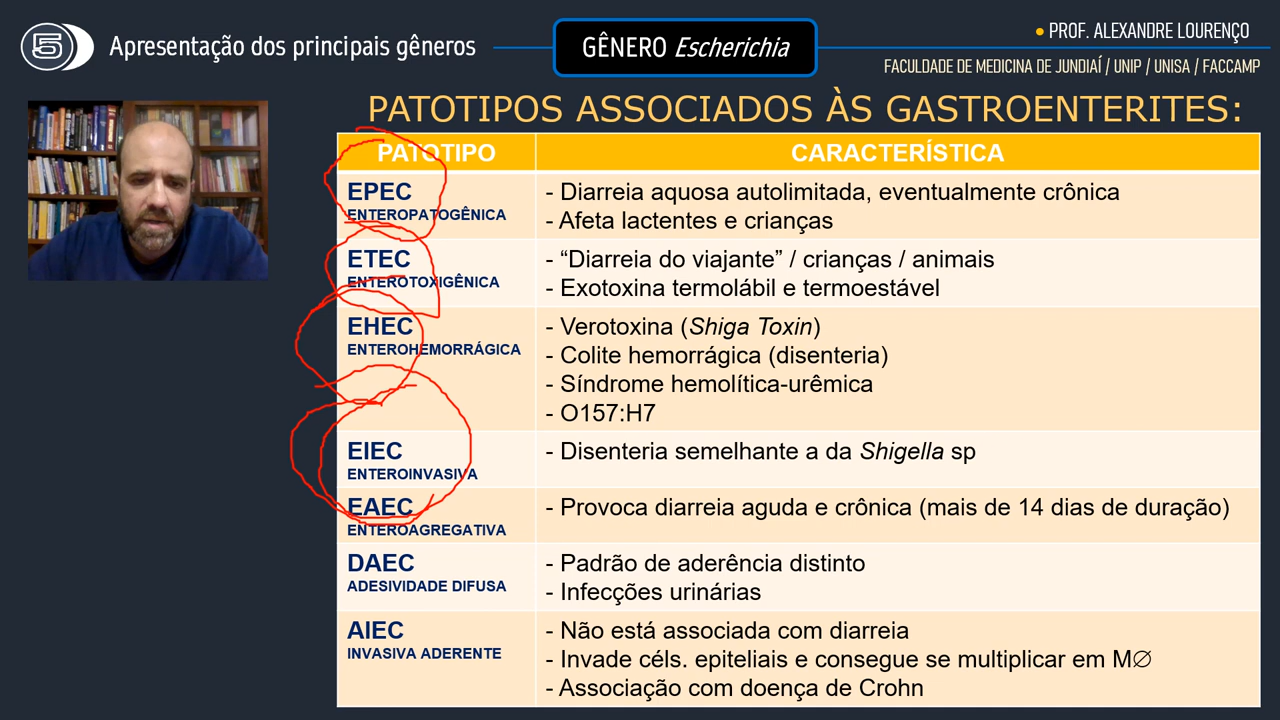 5
Apresentação dos principais gêneros
GÊNERO Escherichia
• PROF. ALEXANDRE LOURENÇO
FACULDADE DE MEDICINA DE JUNDIAÍ / UNIP / UNISA / FACCAMP
PATOTIPOS ASSOCIADOS ÀS GASTROENTERITES:
PATOTIPO
CARACTERÍSTICA
EPEC
ENTEROPATOGÊNICA
- Diarreia aquosa autolimitada, eventualmente crônica
- Afeta lactentes e crianças
ETEC
ENTEROTOXIGÊNICA
- “Diarreia do viajante” / crianças / animais
- Exotoxina termolábil e termoestável
EHEC
ENTEROHEMORRÁGICA
- Verotoxina (Shiga Toxin)
- Colite hemorrágica (disenteria)
- Síndrome hemolítica-urêmica
- O157:H7
EIEC
ENTEROINVASIVA
- Disenteria semelhante a da Shigella sp
EAEC
ENTEROAGREGATIVA
- Provoca diarreia aguda e crônica (mais de 14 dias de duração)
DAEC
ADESIVIDADE DIFUSA
- Padrão de aderência distinto
- Infecções urinárias
AIEC
INVASIVA ADERENTE
- Não está associada com diarreia
- Invade céls. epiteliais e consegue se multiplicar em M∅
- Associação com doença de Crohn